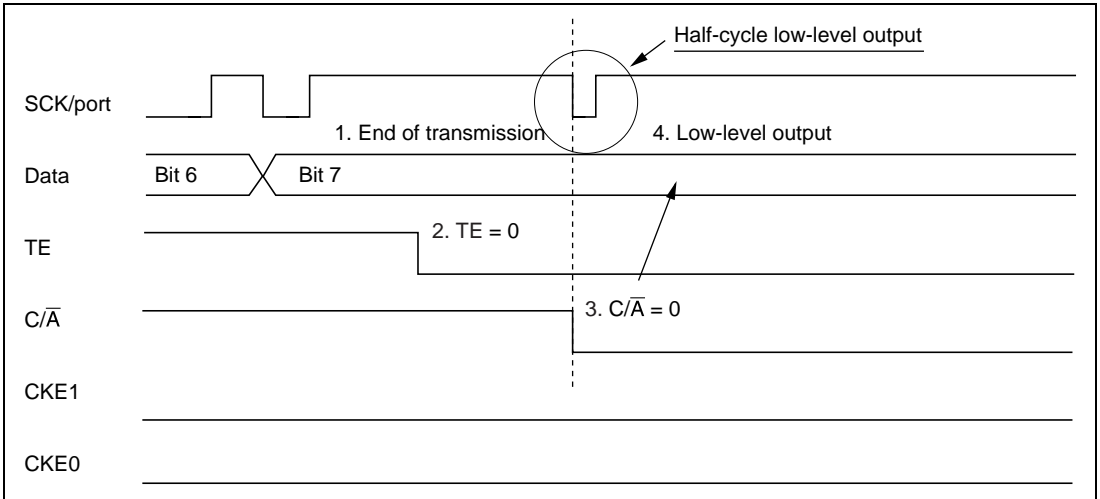 Half-cycle low-level output
SCK/port
1. End of transmission
4. Low-level output
Data
Bit 6
Bit 7
TE
2. TE = 0
C/A̅
3. C/A̅ = 0
CKE1
CKE0